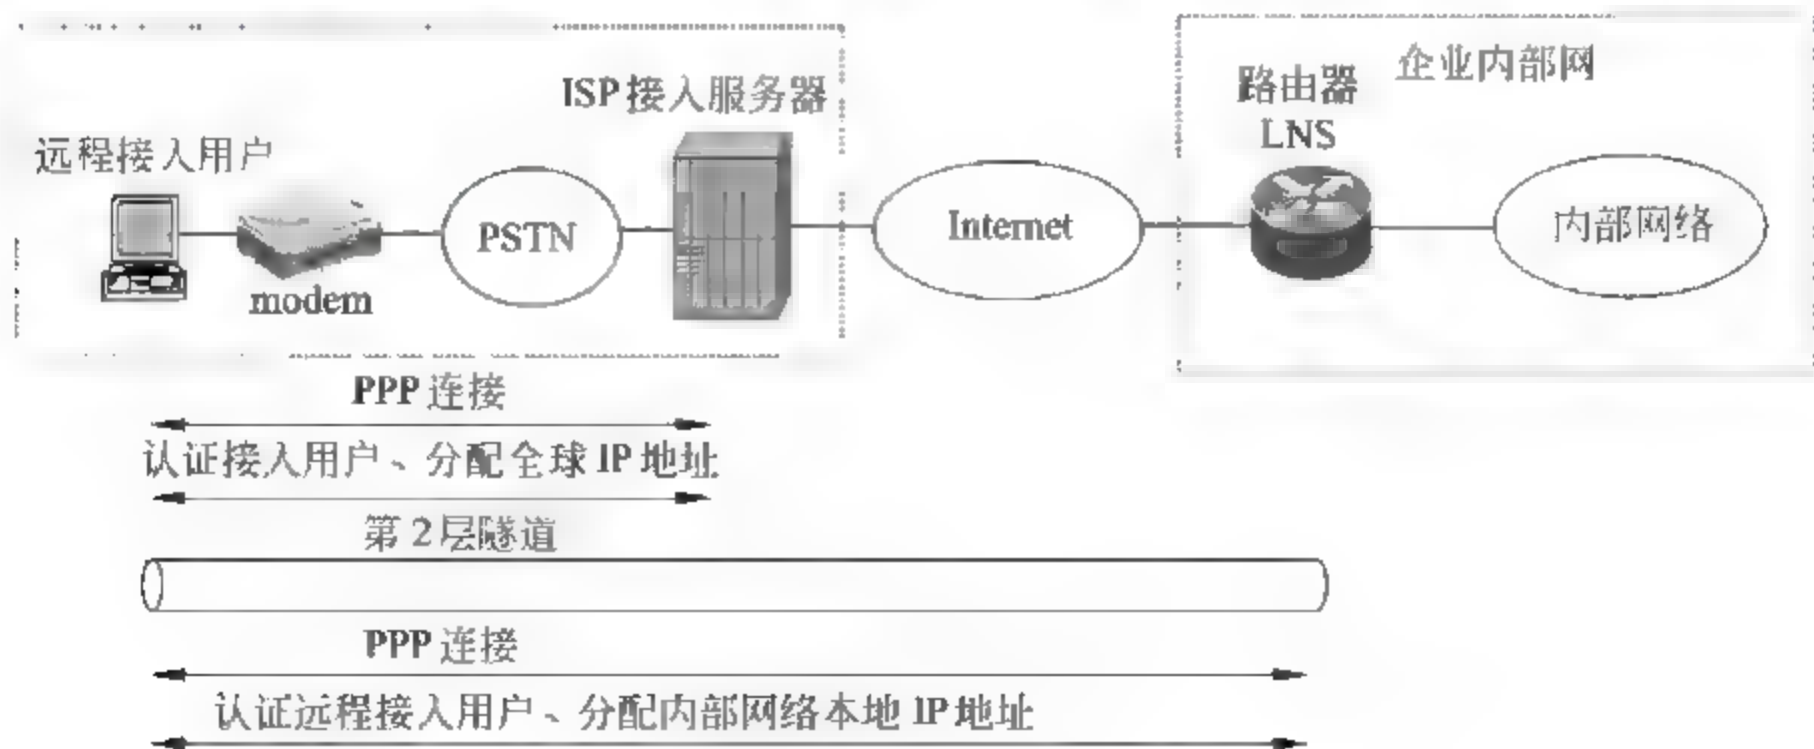 企业内部网
ISP 接入服务器
路由器
LNS
远程接入用户
PSTN
Internet
内部网络
modem
PPP 连接
认证接入用户、分配全球 IP 地址
第 2 层隧道
PPP 连接
认证远程接入用户、分配内部网络本地 IP 地址